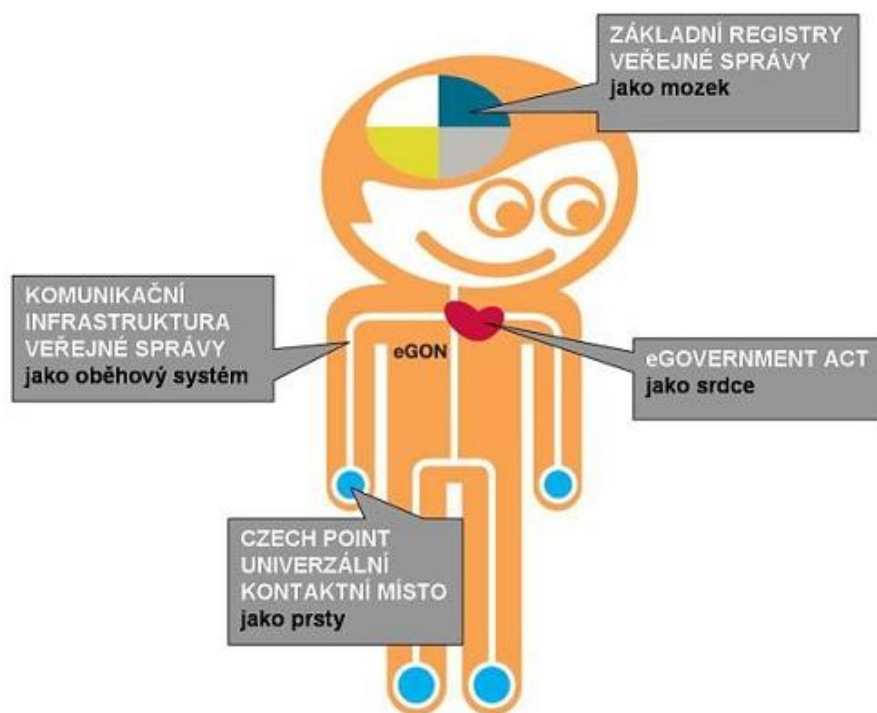 ZÁKLADNÍ REGISTRY
VEŘEJNÉ SPRÁVY
jako mozek
KOMUNIKAČNÍ
INFRASTRUKTURA
VEŘEJNÉ SPRÁVY
jako oběhový systém
eGON
eGOVERNMENT ACT
jako srdce
CZECH POINT
UNIVERZÁLNÍ
KONTAKTNÍ MÍSTO
jako prsty